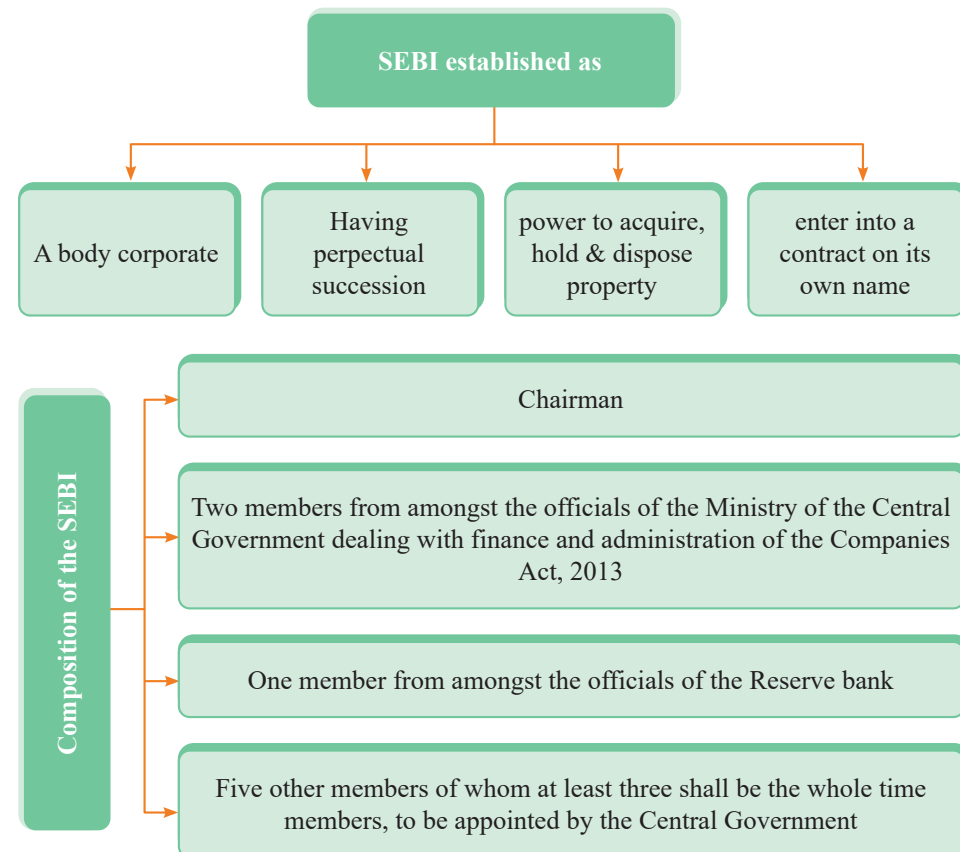 SEBI established as
A body corporate
Having
perpectual
succession
power to acquire,
hold & dispose
property
enter into a
contract on its
own name
Composition of the SEBI
Chairman
Two members from amongst the officials of the Ministry of the Central
Government dealing with finance and administration of the Companies
Act, 2013
One member from amongst the officials of the Reserve bank
Five other members of whom at least three shall be the whole time
members, to be appointed by the Central Government